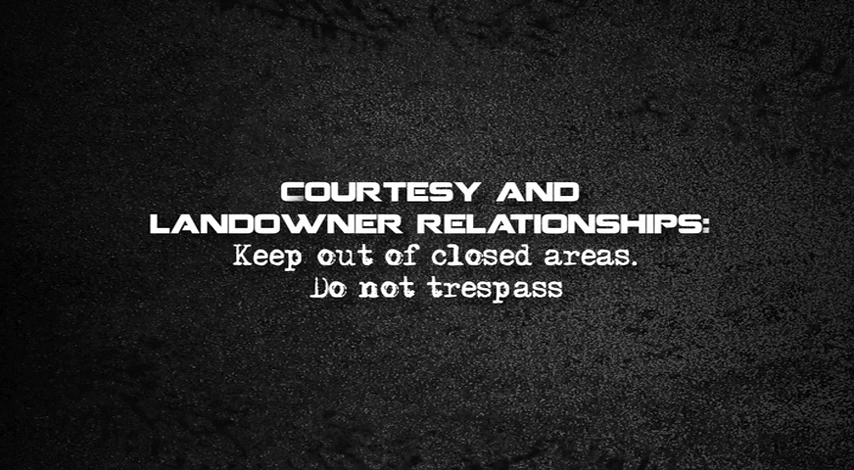 COURTESY AND
LANDOWNER RELATIONSHIPS:
Keep out of closed areas.
Do not trespass